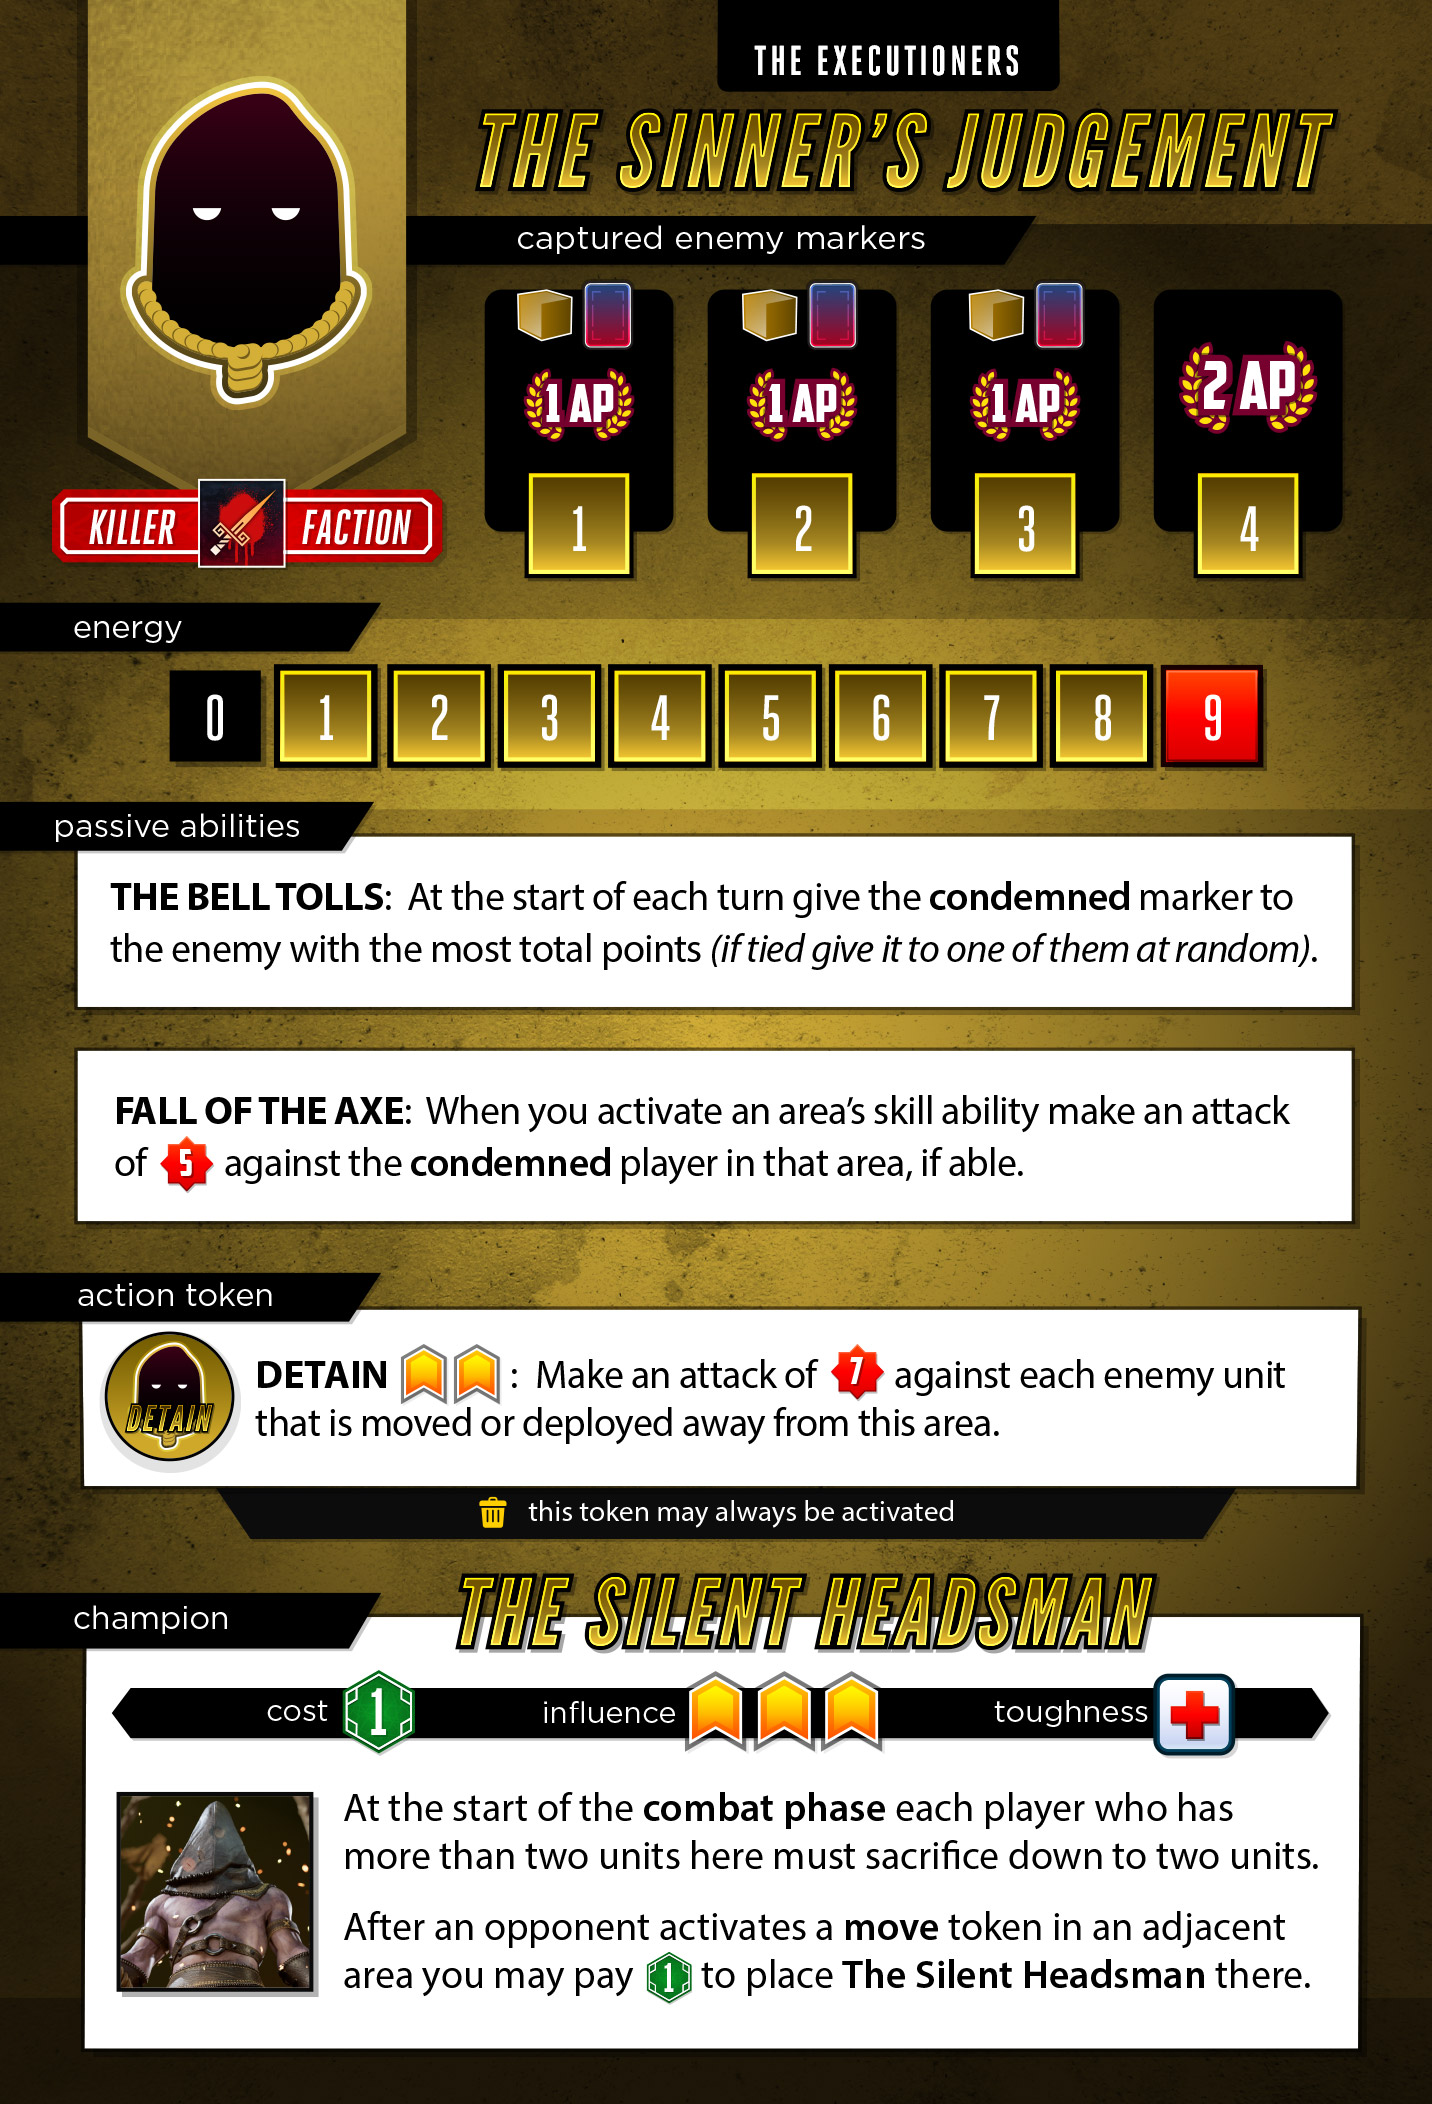 THE EXECUTIONERS
THE SINNER'S JUDGEMENT
captured enemy markers
1 AP
1 AP
1 AP
2 AP
1
2
3
4
KILLER FACTION
energy
0 1 2 3 4 5 6 7 8 9
passive abilities
THE BELL TOLLS: At the start of each turn give the condemned marker to
the enemy with the most total points (if tied give it to one of them at random).
FALL OF THE AXE: When you activate an area's skill ability make an attack
of 5 against the condemned player in that area, if able.
action token
DETAIN
DETAIN : Make an attack of 7 against each enemy unit
that is moved or deployed away from this area.
this token may always be activated
champion
THE SILENT HEADSMAN
cost 1 influence toughness
At the start of the combat phase each player who has
more than two units here must sacrifice down to two units.
After an opponent activates a move token in an adjacent
area you may pay 1 to place The Silent Headsman there.